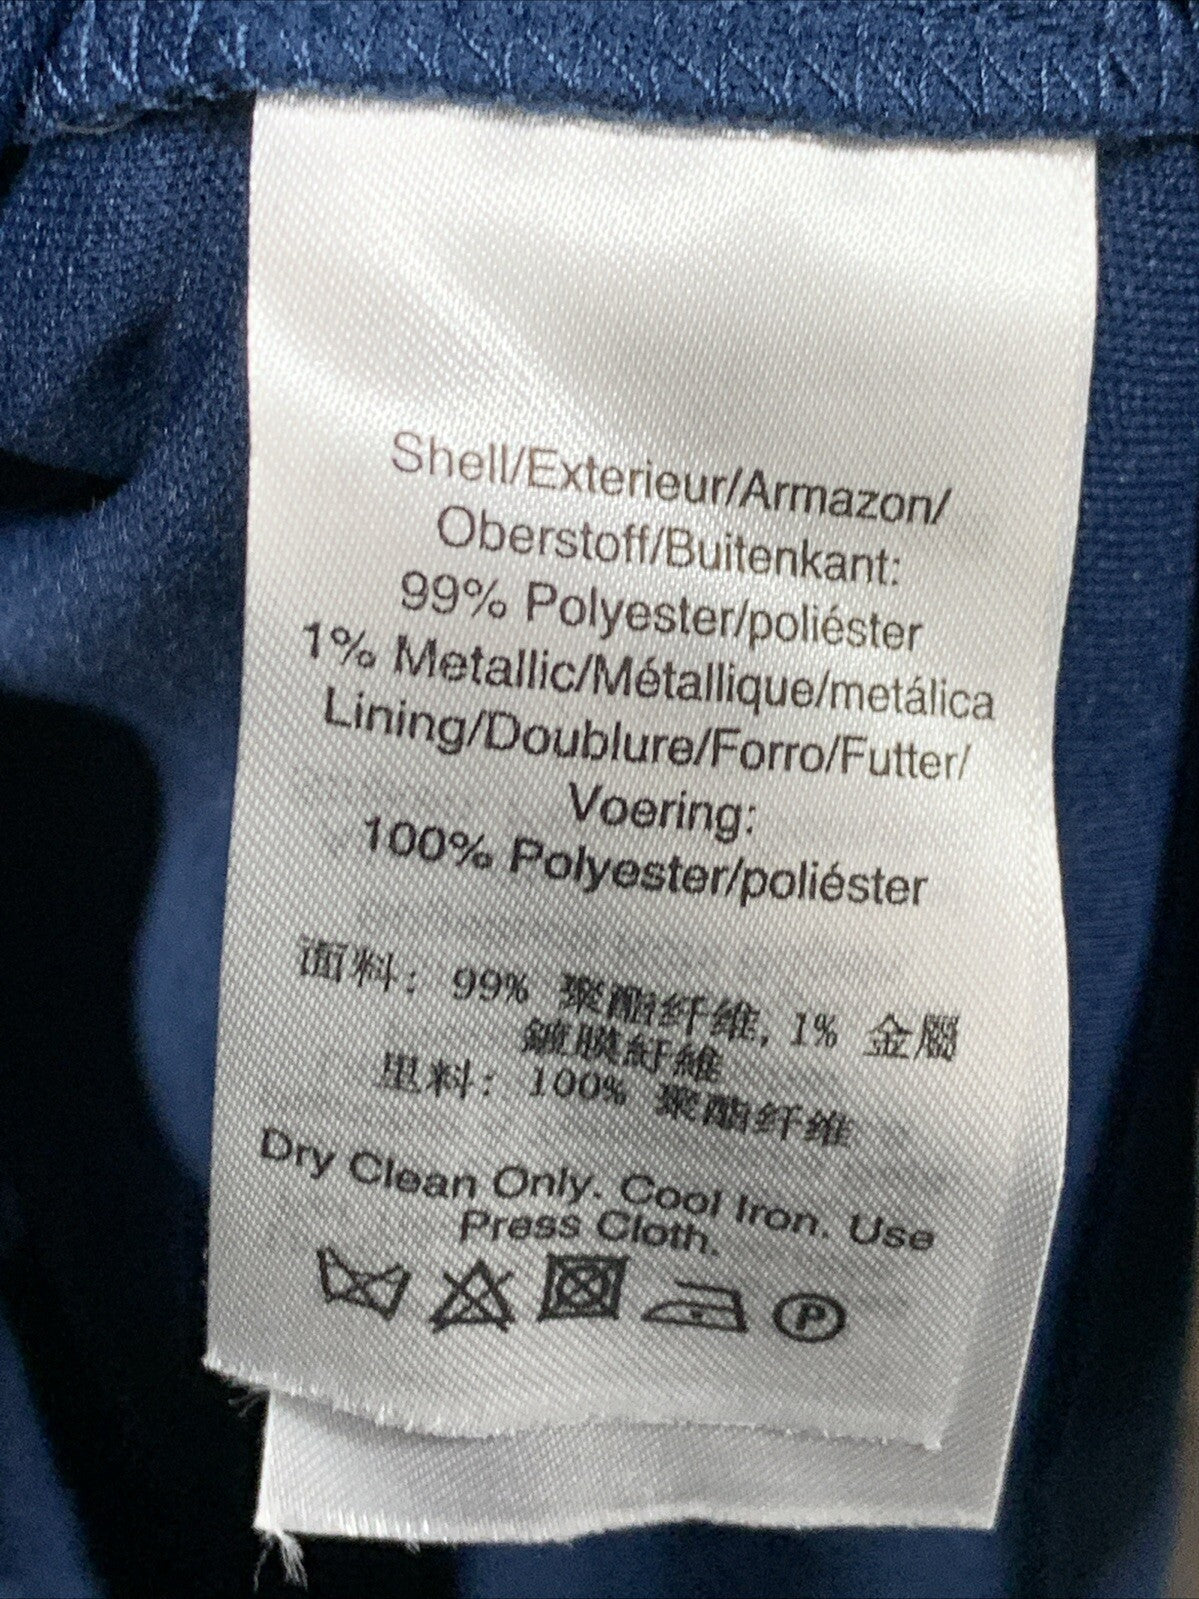 Shell/Exterieur/Armazon/
Oberstoff/Buitenkant:
99% Polyester/poliéster
1% Metallic/Métallique/metálica
Lining/Doublure/Forro/Futter/
Voering:
100% Polyester/poliéster
面料: 99% 聚酯纤维, 1% 金屬
鍍膜紆維
里料: 100% 聚酯纤维
Dry Clean Only. Cool Iron. Use
Press Cloth.
P